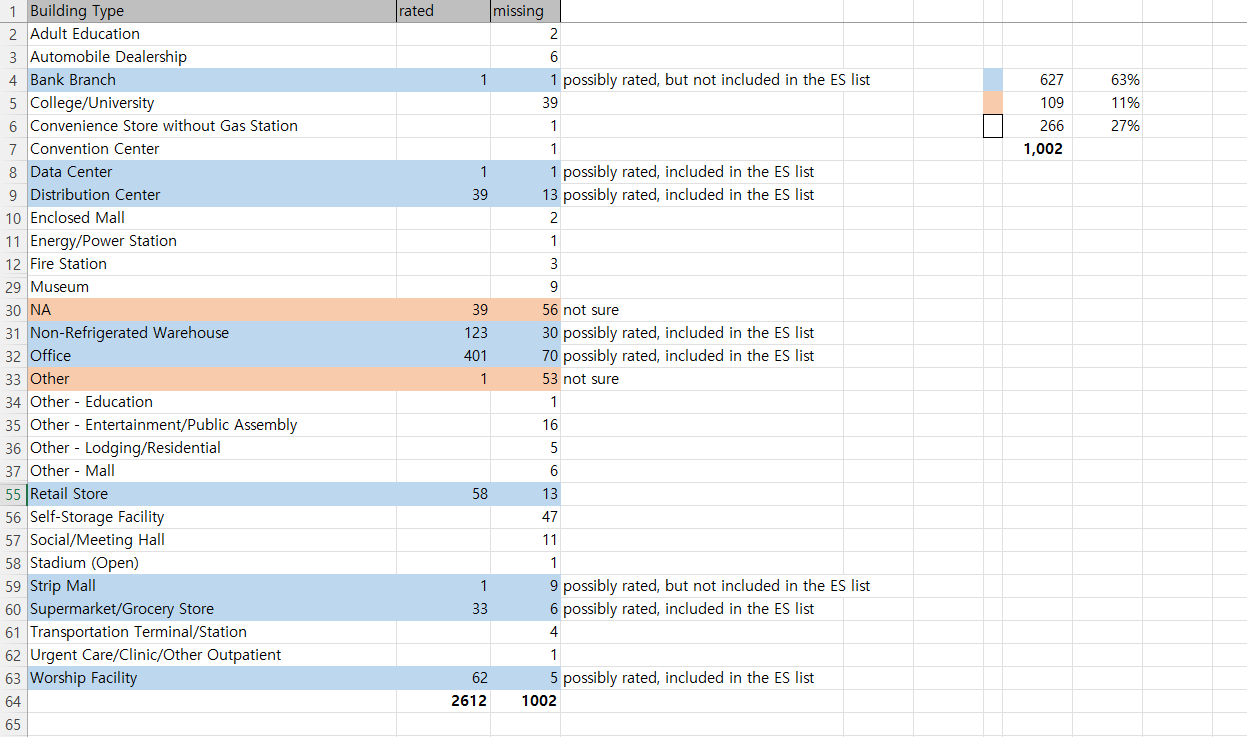 1 Building Type rated missing
2 Adult Education 2
3 Automobile Dealership 6
4 Bank Branch 1 1 possibly rated, but not included in the ES list 627 63%
5 College/University 39 109 11%
6 Convenience Store without Gas Station 1 266 27%
7 Convention Center 1 1,002
8 Data Center 1 1 possibly rated, included in the ES list
9 Distribution Center 39 13 possibly rated, included in the ES list
10 Enclosed Mall 2
11 Energy/Power Station 1
12 Fire Station 3
29 Museum 9
30 NA 39 56 not sure
31 Non-Refrigerated Warehouse 123 30 possibly rated, included in the ES list
32 Office 401 70 possibly rated, included in the ES list
33 Other 1 53 not sure
34 Other - Education 1
35 Other - Entertainment/Public Assembly 16
36 Other - Lodging/Residential 5
37 Other - Mall 6
55 Retail Store 58 13
56 Self-Storage Facility 47
57 Social/Meeting Hall 11
58 Stadium (Open) 1
59 Strip Mall 1 9 possibly rated, but not included in the ES list
60 Supermarket/Grocery Store 33 6 possibly rated, included in the ES list
61 Transportation Terminal/Station 4
62 Urgent Care/Clinic/Other Outpatient 1
63 Worship Facility 62 5 possibly rated, included in the ES list
64 2612 1002
65